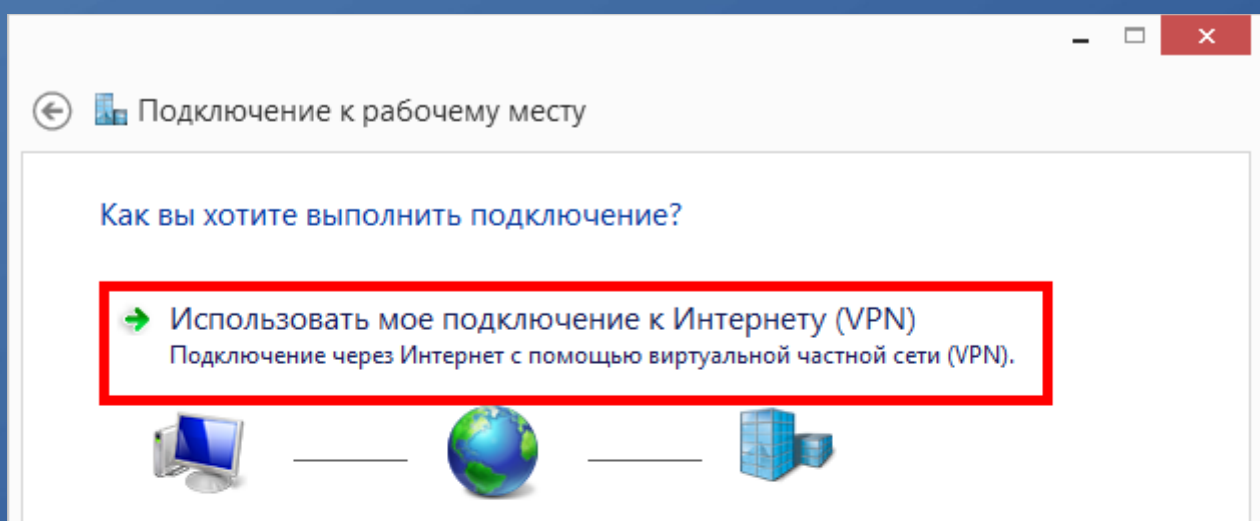 Подключение к рабочему месту
Как вы хотите выполнить подключение?
Использовать мое подключение к Интернету (VPN)
Подключение через Интернет с помощью виртуальной частной сети (VPN).